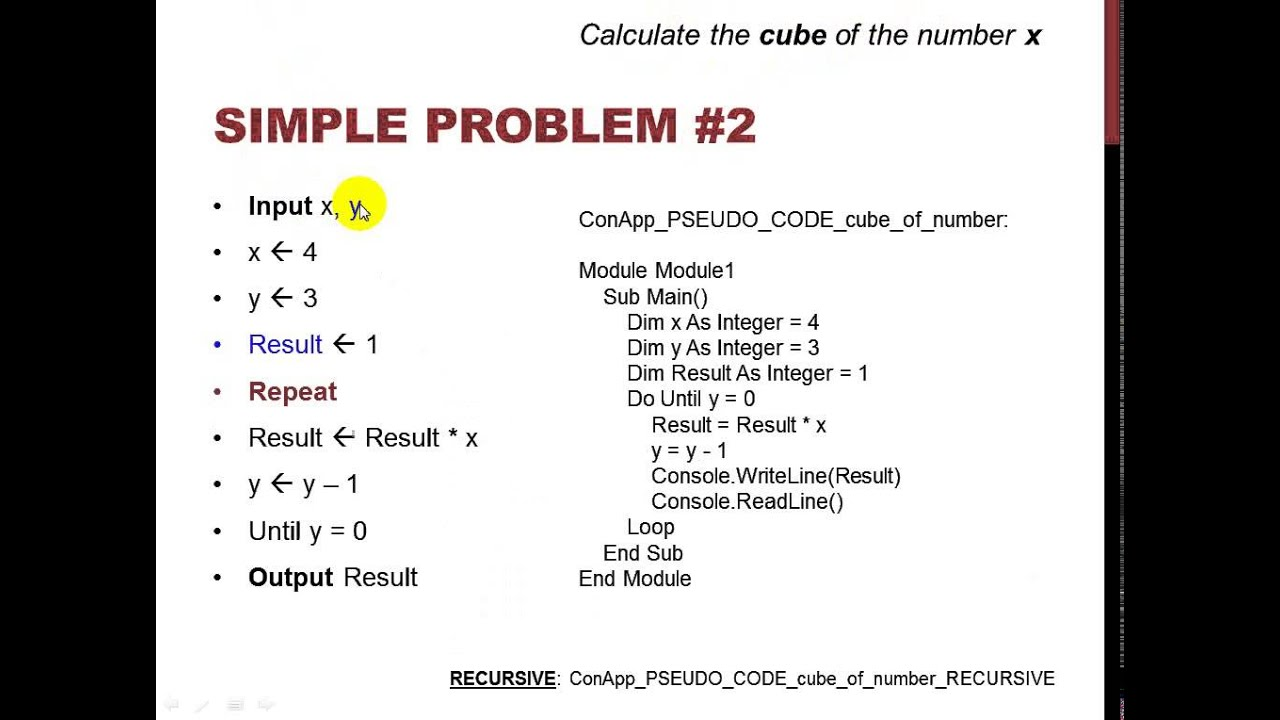 Calculate the cube of the number x
SIMPLE PROBLEM #2
• Input x, y
• x ← 4
• y ← 3
• Result ← 1
• Repeat
• Result ← Result * x
• y ← y – 1
• Until y = 0
• Output Result
ConApp_PSEUDO_CODE_cube_of_number:
Module Module1
Sub Main()
Dim x As Integer = 4
Dim y As Integer = 3
Dim Result As Integer = 1
Do Until y = 0
Result = Result * x
y = y - 1
Console.WriteLine(Result)
Console.ReadLine()
Loop
End Sub
End Module
RECURSIVE: ConApp_PSEUDO_CODE_cube_of_number_RECURSIVE